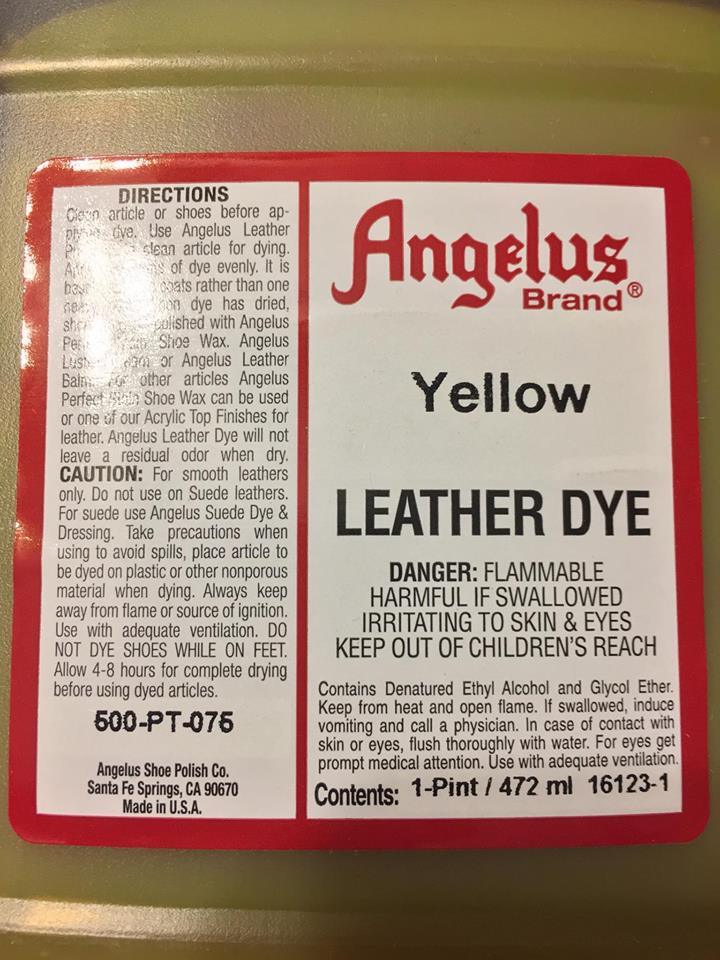 DIRECTIONS
Clean article or shoes before ap-
plying dye. Use Angelus Leather
clean article for dying.
of dye evenly. It is
coats rather than one
dye has dried,
polished with Angelus
Shoe Wax. Angelus
or Angelus Leather
Balm. For other articles Angelus
Perfect Stain Shoe Wax can be used
or one of our Acrylic Top Finishes for
leather. Angelus Leather Dye will not
leave a residual odor when dry.
CAUTION: For smooth leathers
only. Do not use on Suede leathers.
For suede use Angelus Suede Dye &
Dressing. Take precautions when
using to avoid spills, place article to
be dyed on plastic or other nonporous
material when dying. Always keep
away from flame or source of ignition.
Use with adequate ventilation. DO
NOT DYE SHOES WHILE ON FEET.
Allow 4-8 hours for complete drying
before using dyed articles.
500-PT-075
Angelus Shoe Polish Co.
Santa Fe Springs, CA 90670
Made in U.S.A.
Angelus
Brand®
Yellow
LEATHER DYE
DANGER: FLAMMABLE
HARMFUL IF SWALLOWED
IRRITATING TO SKIN & EYES
KEEP OUT OF CHILDREN'S REACH
Contains Denatured Ethyl Alcohol and Glycol Ether.
Keep from heat and open flame. If swallowed, induce
vomiting and call a physician. In case of contact with
skin or eyes, flush thoroughly with water. For eyes get
prompt medical attention. Use with adequate ventilation.
Contents: 1-Pint / 472 ml 16123-1